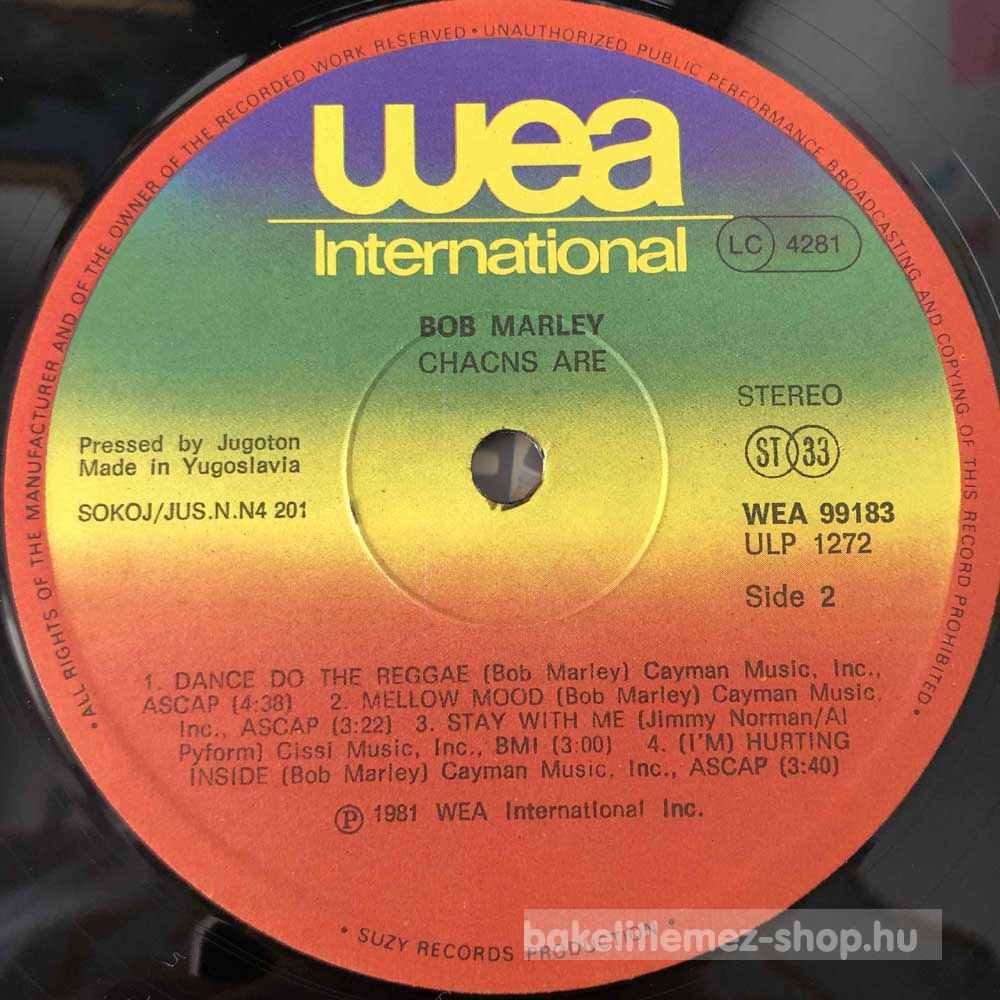 • ALL RIGHTS OF THE MANUFACTURER AND OF THE OWNER OF THE RECORDED WORK RESERVED • UNAUTHORIZED PUBLIC PERFORMANCE BROADCASTING AND COPYING OF THIS RECORD PROHIBITED •
wea
International
LC 4281
BOB MARLEY
CHACNS ARE
STEREO
Pressed by Jugoton
Made in Yugoslavia
ST 33
SOKOJ/JUS.N.N4 201
WEA 99183
ULP 1272
Side 2
1. DANCE DO THE REGGAE (Bob Marley) Cayman Music, Inc.,
ASCAP (4:38) 2. MELLOW MOOD (Bob Marley) Cayman Music,
Inc., ASCAP (3:22) 3. STAY WITH ME (Jimmy Norman/Al
Pyform) Cissi Music, Inc., BMI (3:00) 4. (I'M) HURTING
INSIDE (Bob Marley) Cayman Music, Inc., ASCAP (3:40)
Ⓟ 1981 WEA International Inc.
• SUZY RECORDS PRODUCTION •
bakelitlemez-shop.hu